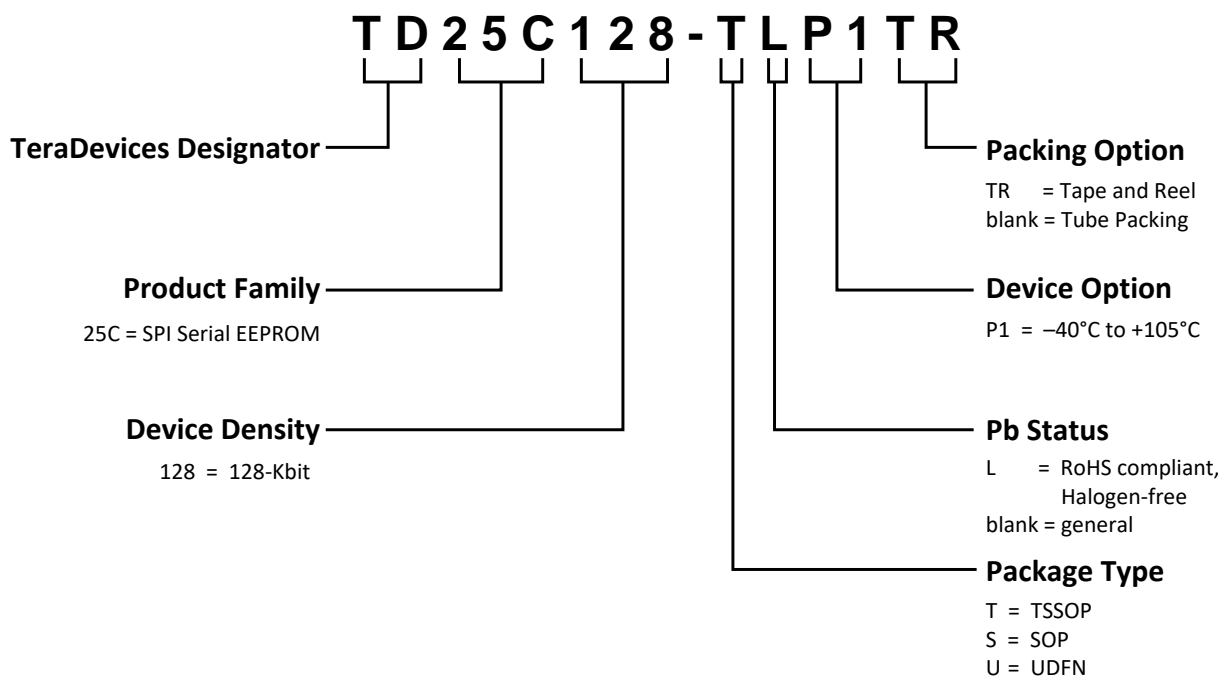 TD25C128-TLP1TR
TeraDevices Designator
Product Family
25C = SPI Serial EEPROM
Device Density
128 = 128-Kbit
Packing Option
TR = Tape and Reel
blank = Tube Packing
Device Option
P1 = –40°C to +105°C
Pb Status
L = RoHS compliant,
Halogen-free
blank = general
Package Type
T = TSSOP
S = SOP
U = UDFN